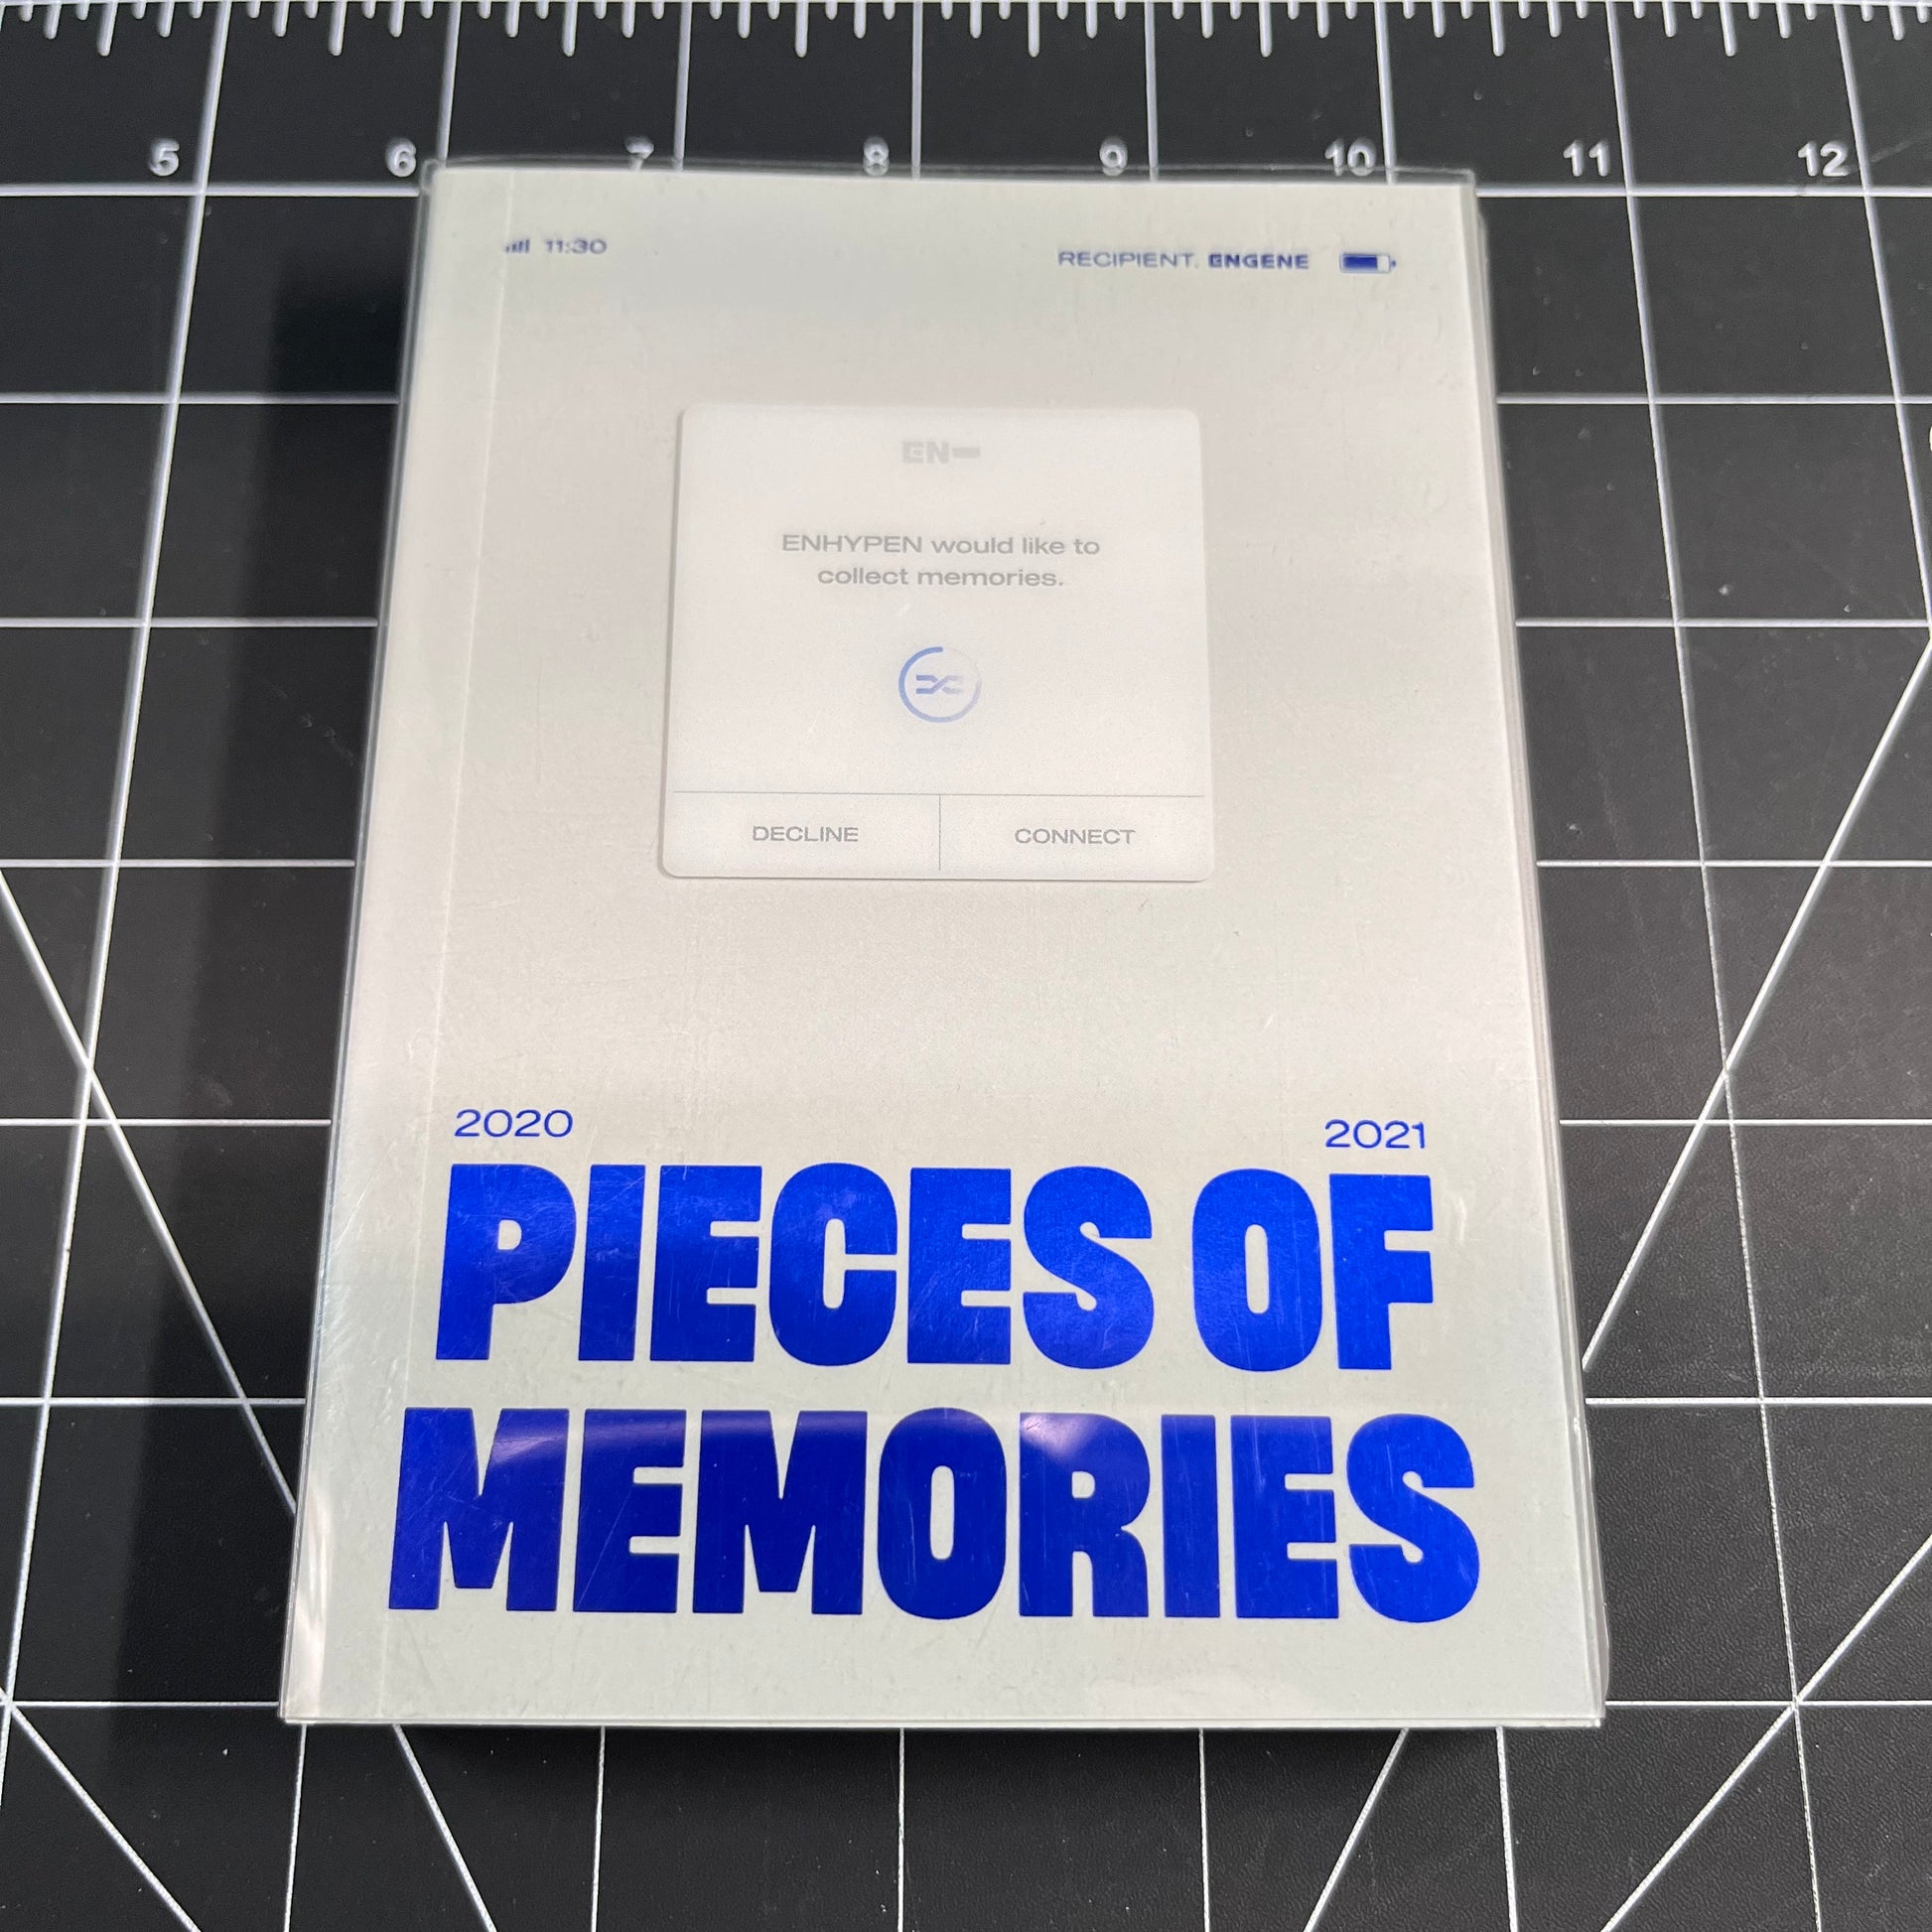 5 6 7 8 9 10 11 12
11:30 RECIPIENT. ENGENE
EN-
ENHYPEN would like to
collect memories.
DECLINE CONNECT
2020 2021
PIECES OF
MEMORIES